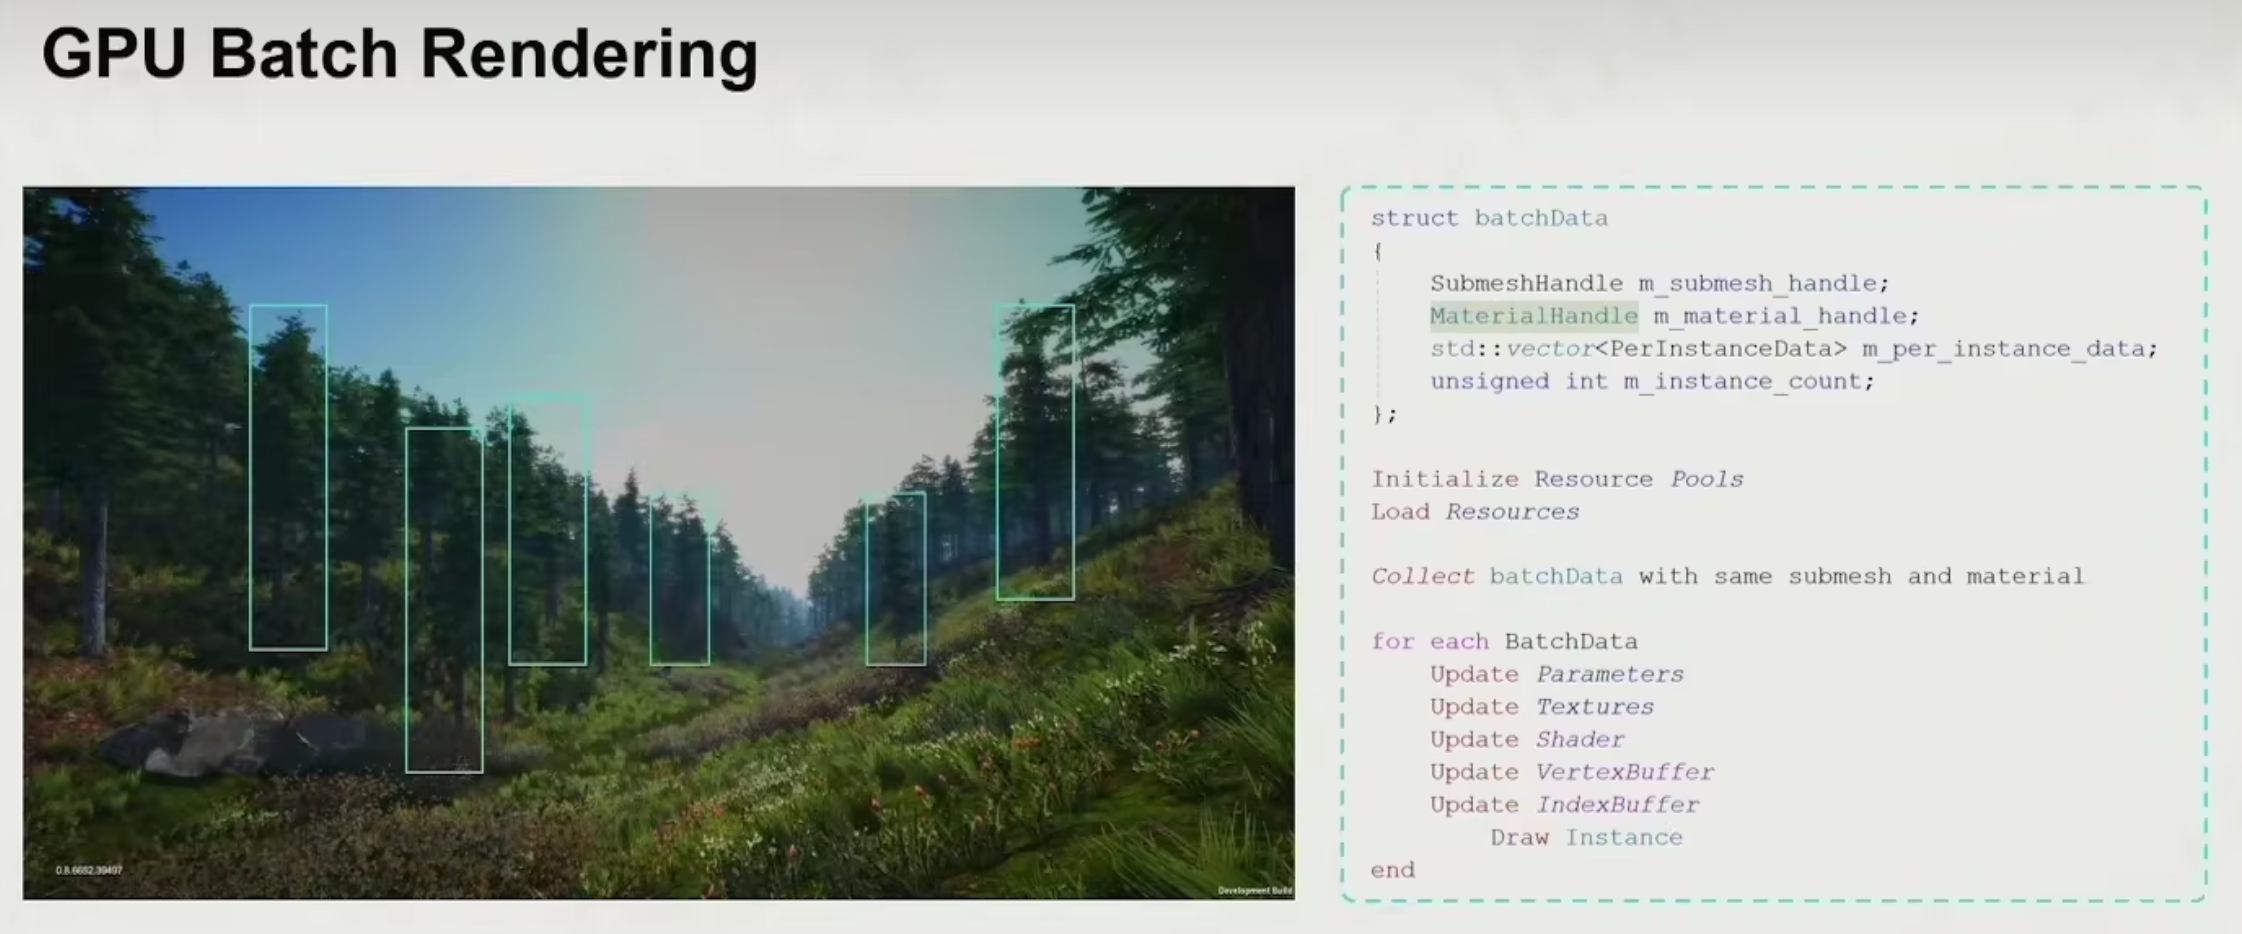 GPU Batch Rendering
0.8.6652.39497
Development Build
struct batchData
{
SubmeshHandle m_submesh_handle;
MaterialHandle m_material_handle;
std::vector<PerInstanceData> m_per_instance_data;
unsigned int m_instance_count;
};
Initialize Resource Pools
Load Resources
Collect batchData with same submesh and material
for each BatchData
Update Parameters
Update Textures
Update Shader
Update VertexBuffer
Update IndexBuffer
Draw Instance
end